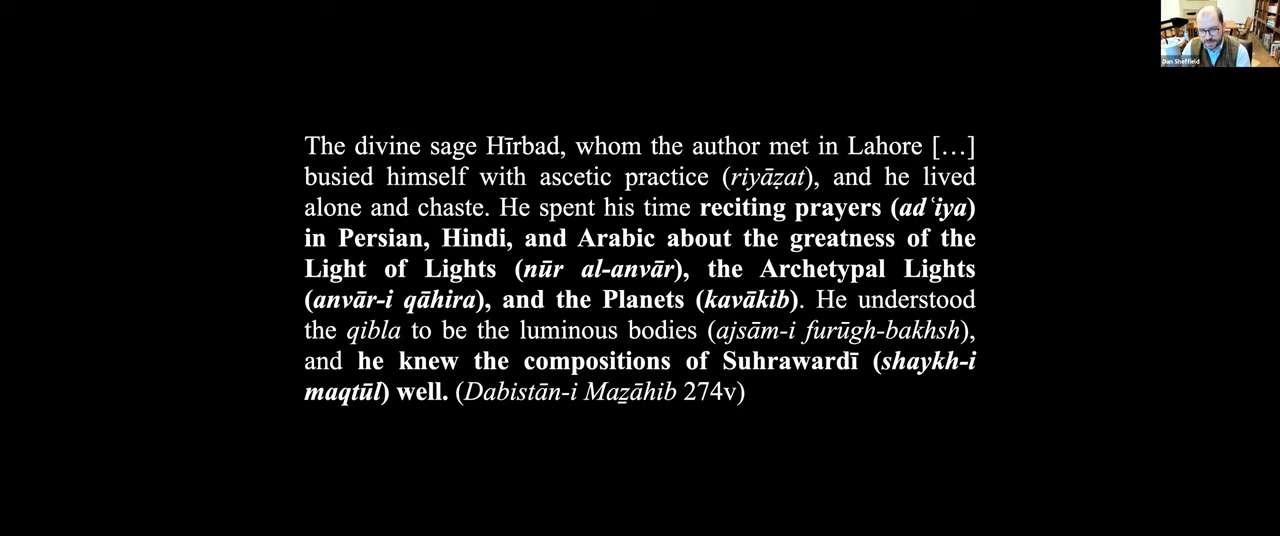 Dan Sheffield
The divine sage Hīrbad, whom the author met in Lahore […]
busied himself with ascetic practice (riyāẓat), and he lived
alone and chaste. He spent his time reciting prayers (adʿiya)
in Persian, Hindi, and Arabic about the greatness of the
Light of Lights (nūr al-anvār), the Archetypal Lights
(anvār-i qāhira), and the Planets (kavākib). He understood
the qibla to be the luminous bodies (ajsām-i furūgh-bakhsh),
and he knew the compositions of Suhrawardī (shaykh-i
maqtūl) well. (Dabistān-i Maẕāhib 274v)